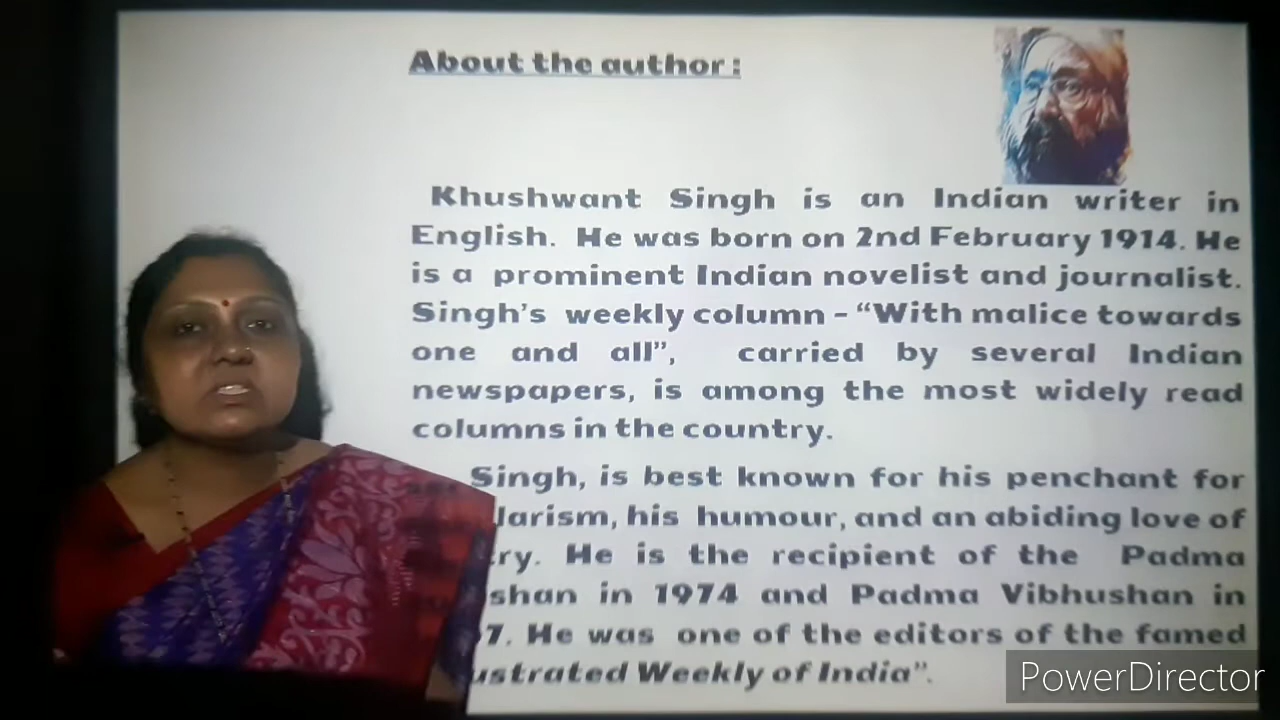 About the author :
Khushwant Singh is an Indian writer in
English. He was born on 2nd February 1914. He
is a prominent Indian novelist and journalist.
Singh's weekly column - “With malice towards
one and all”, carried by several Indian
newspapers, is among the most widely read
columns in the country.
Singh, is best known for his penchant for
larism, his humour, and an abiding love of
ry. He is the recipient of the Padma
shan in 1974 and Padma Vibhushan in
7. He was one of the editors of the famed
ustrated Weekly of India”.
PowerDirector